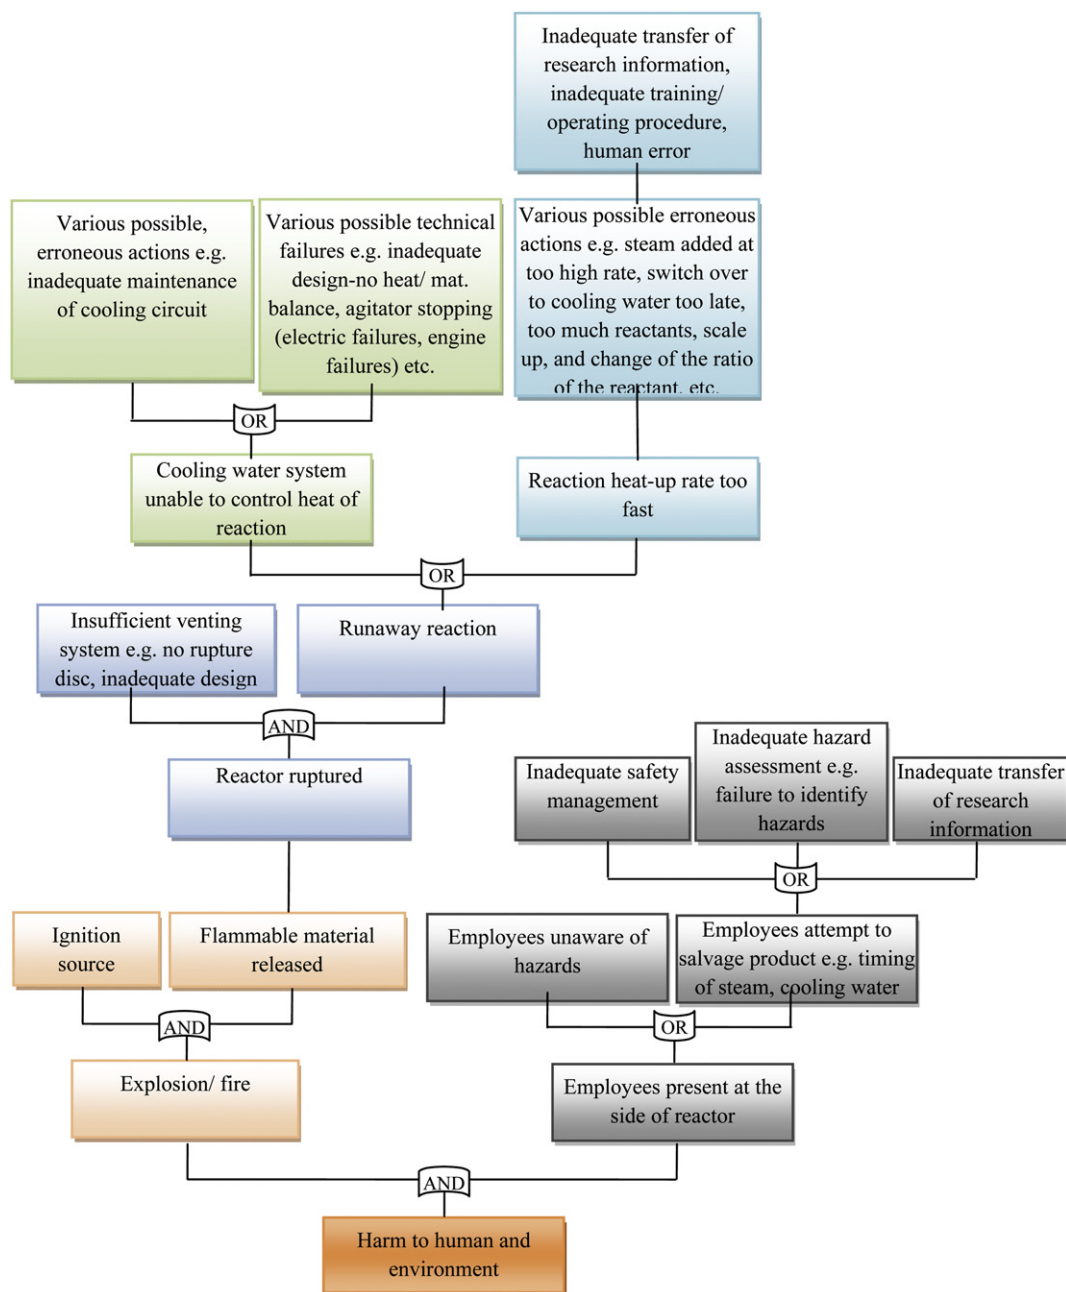 Inadequate transfer of
research information,
inadequate training/
operating procedure,
human error
Various possible,
erroneous actions e.g.
inadequate maintenance
of cooling circuit
Various possible technical
failures e.g. inadequate
design-no heat/ mat.
balance, agitator stopping
(electric failures, engine
failures) etc.
Various possible erroneous
actions e.g. steam added at
too high rate, switch over
to cooling water too late,
too much reactants, scale
up, and change of the ratio
of the reactant. etc.
OR
Cooling water system
unable to control heat of
reaction
Reaction heat-up rate too
fast
OR
Insufficient venting
system e.g. no rupture
disc, inadequate design
Runaway reaction
AND
Reactor ruptured
Inadequate safety
management
Inadequate hazard
assessment e.g.
failure to identify
hazards
Inadequate transfer
of research
information
OR
Ignition
source
Flammable material
released
Employees unaware of
hazards
Employees attempt to
salvage product e.g. timing
of steam, cooling water
AND
OR
Explosion/ fire
Employees present at the
side of reactor
AND
Harm to human and
environment